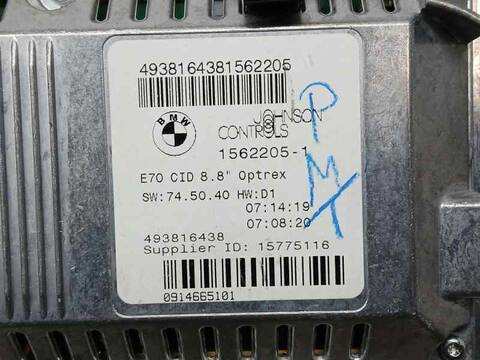 4938164381562205
BMW
JOHNSON
CONTROLS
1562205-1
E70 CID 8.8" Optrex
SW:74.50.40 HW:D1
07:14:19
07:08:20
493816438
Supplier ID: 15775116
0914665101
PMT